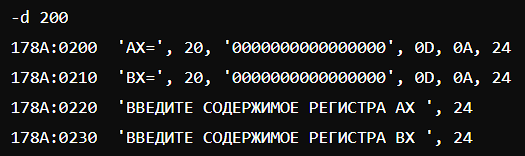 -d 200
178A:0200 'AX=', 20, '0000000000000000', 0D, 0A, 24
178A:0210 'BX=', 20, '0000000000000000', 0D, 0A, 24
178A:0220 'ВВЕДИТЕ СОДЕРЖИМОЕ РЕГИСТРА AX ', 24
178A:0230 'ВВЕДИТЕ СОДЕРЖИМОЕ РЕГИСТРА BX ', 24